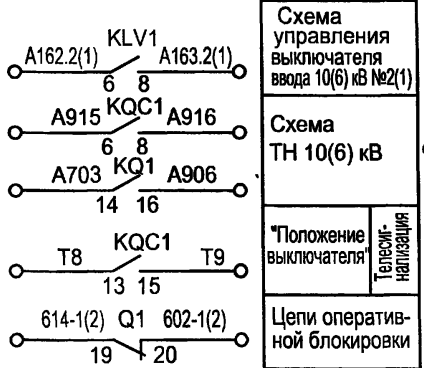 KLV1
A162.2(1) A163.2(1)
6 8
Схема
управления
выключателя
ввода 10(6) кВ №2(1)
KQC1
A915 A916
6 8
KQ1
A703 A906
14 16
Схема
ТН 10(6) кВ
KQC1
T8 T9
13 15
"Положение
выключателя"
Телесиг-
нализация
614-1(2) Q1 602-1(2)
19 20
Цепи оператив-
ной блокировки